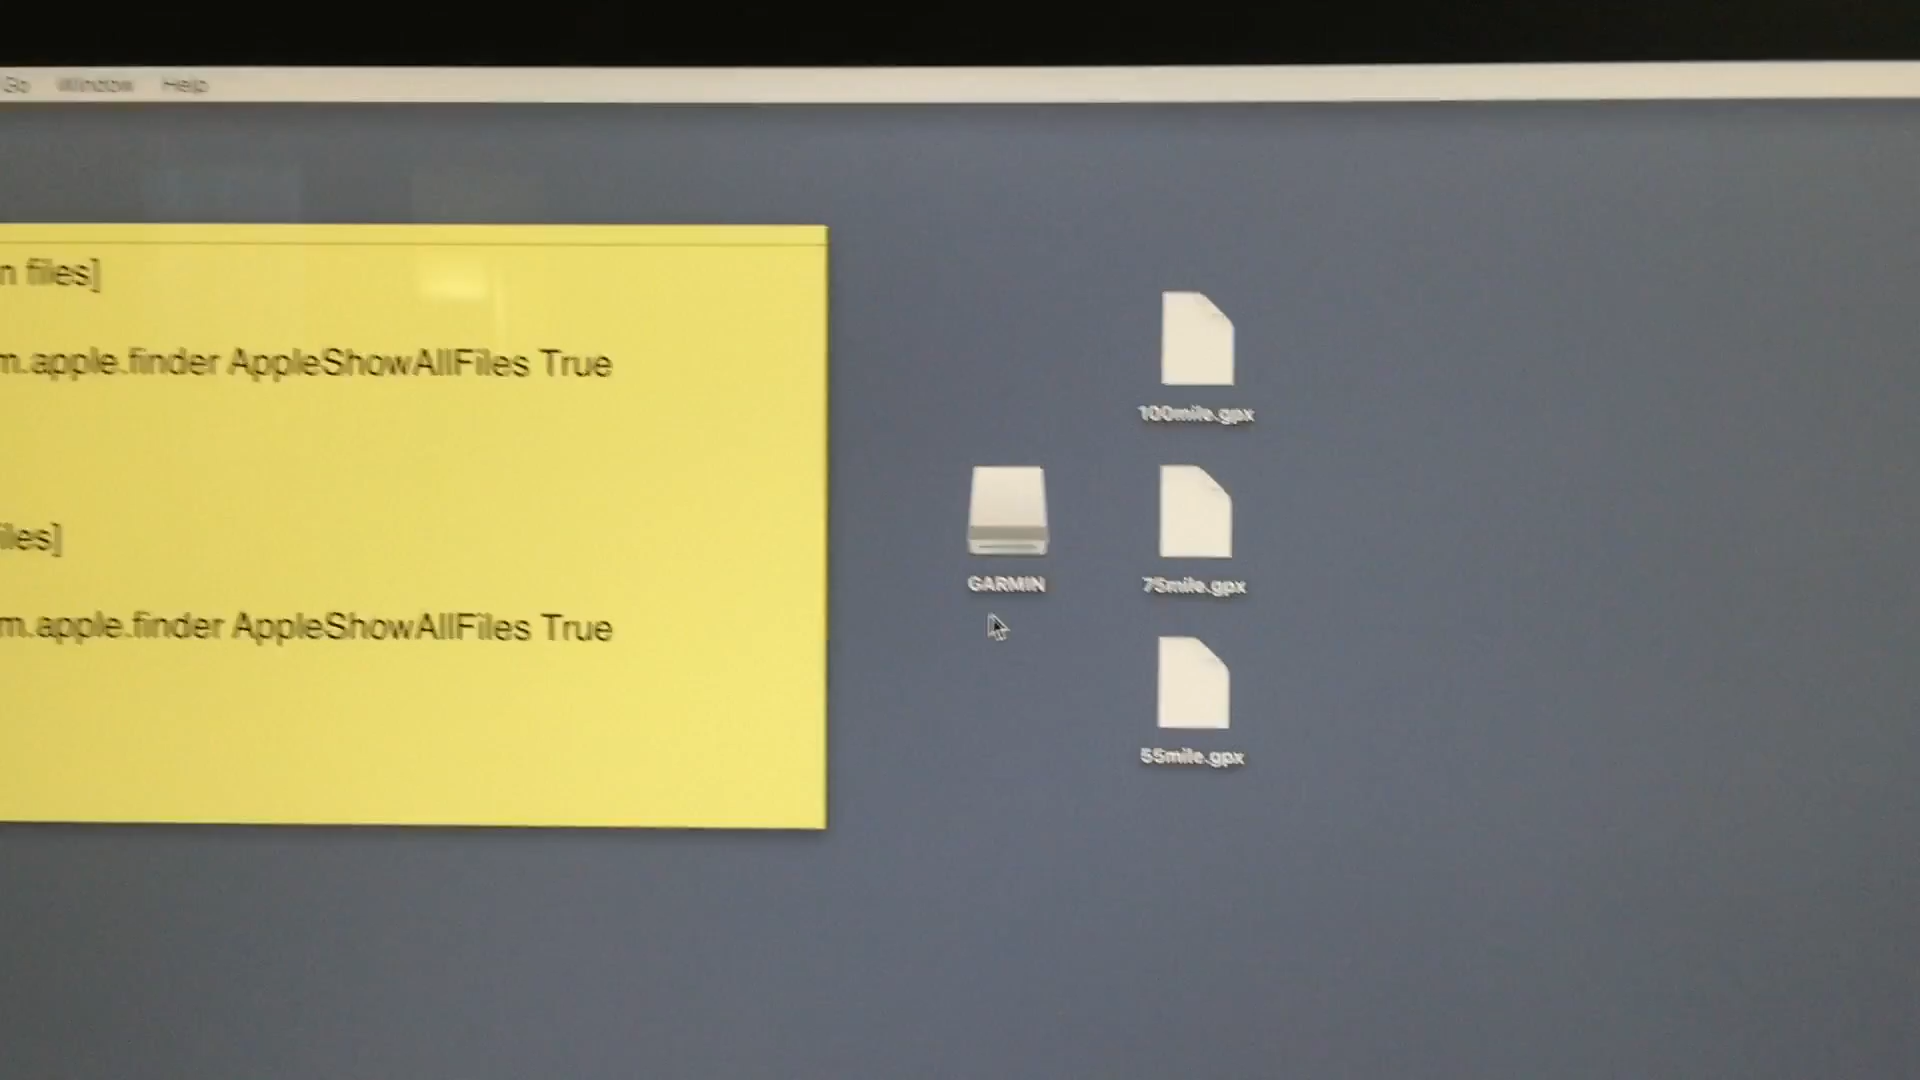 Go Window Help
n files]
m.apple.finder AppleShowAllFiles True
iles]
m.apple.finder AppleShowAllFiles True
100mile.gpx
GARMIN
75mile.gpx
55mile.gpx